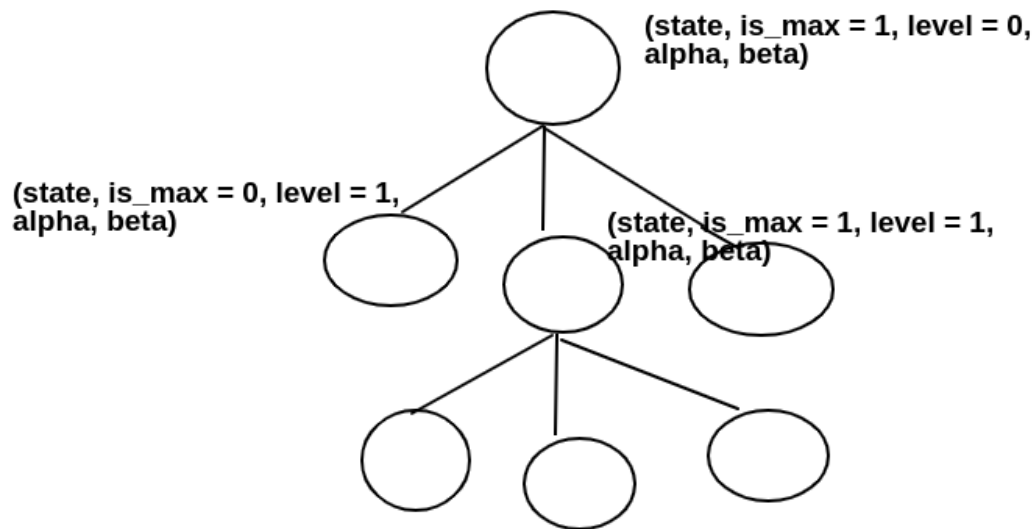 (state, is_max = 1, level = 0,
alpha, beta)
(state, is_max = 0, level = 1,
alpha, beta)
(state, is_max = 1, level = 1,
alpha, beta)